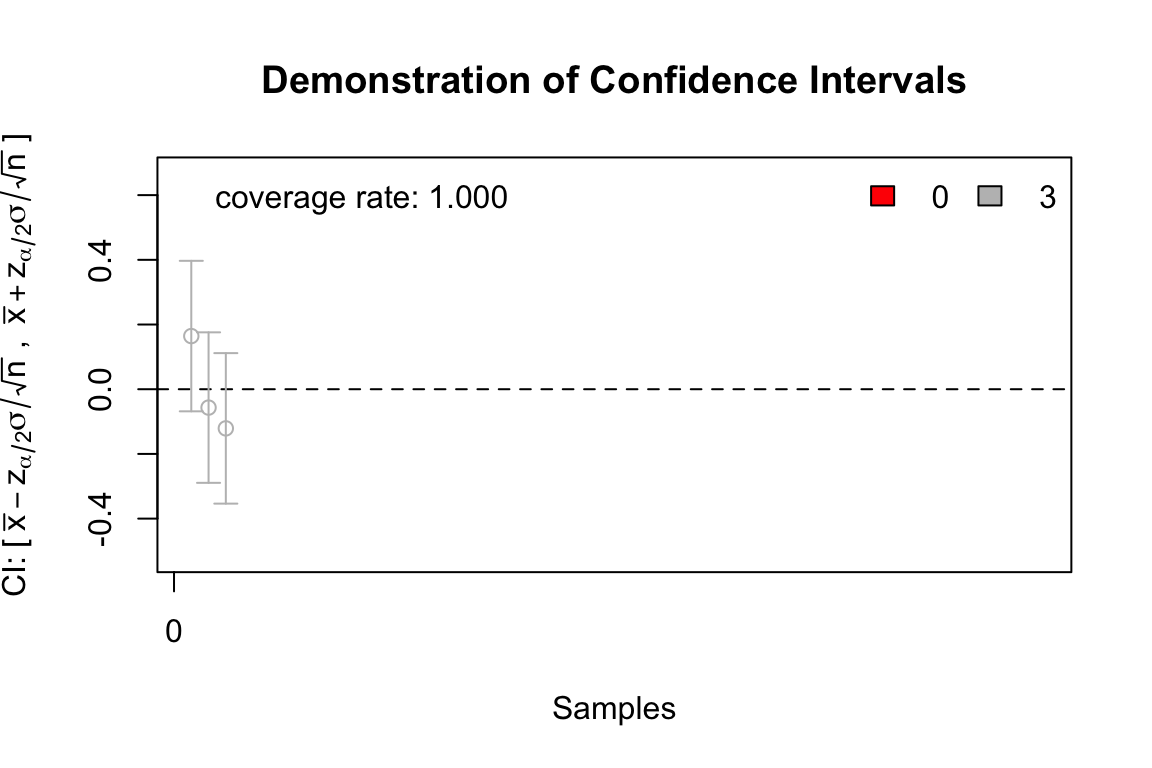 Demonstration of Confidence Intervals
CI: [ x̅ − zα/2σ/√n , x̅ + zα/2σ/√n ]
coverage rate: 1.000
0 3
0.4
0.0
-0.4
0
Samples